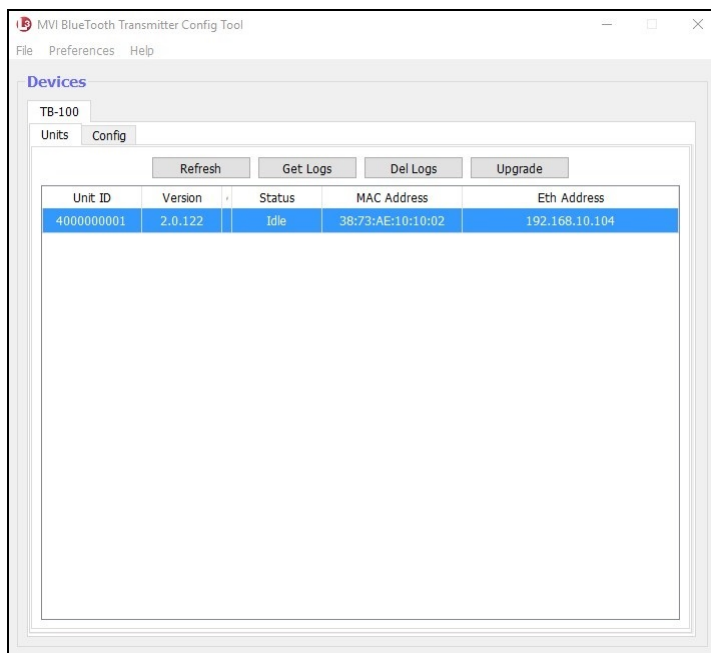 MVI BlueTooth Transmitter Config Tool
File Preferences Help
Devices
TB-100
Units Config
Refresh Get Logs Del Logs Upgrade
Unit ID Version Status MAC Address Eth Address
4000000001 2.0.122 Idle 38:73:AE:10:10:02 192.168.10.104